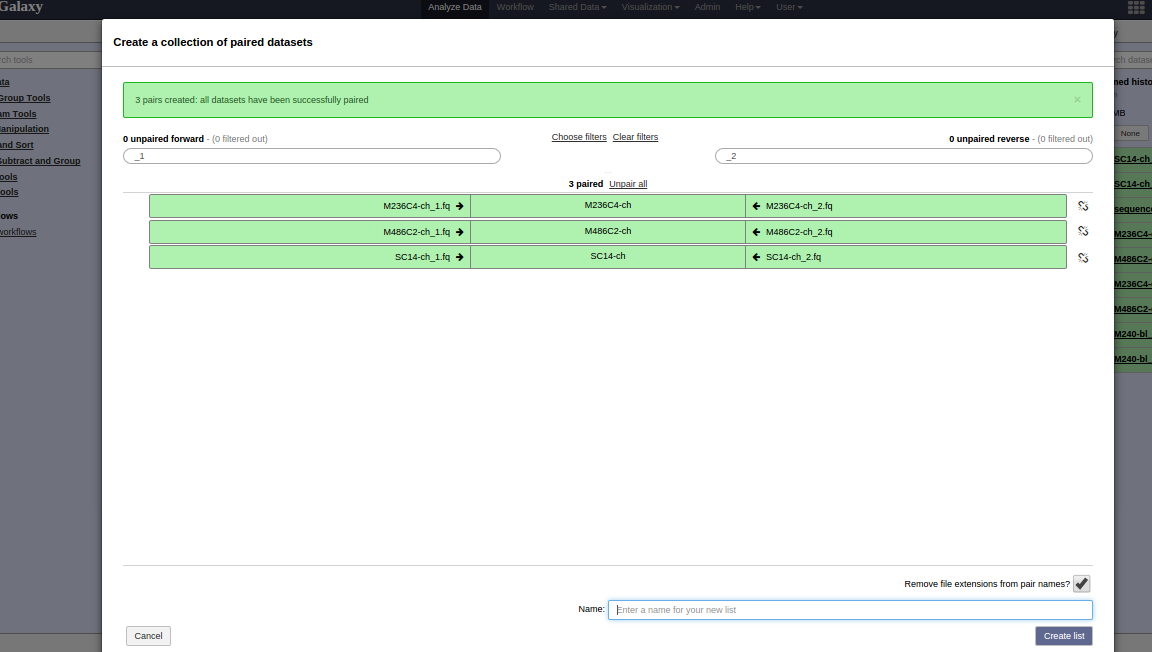 Galaxy Analyze Data Workflow Shared Data Visualization Admin Help User
Create a collection of paired datasets
3 pairs created: all datasets have been successfully paired ×
0 unpaired forward - (0 filtered out) Choose filters Clear filters 0 unpaired reverse - (0 filtered out)
_1 _2
3 paired Unpair all
M236C4-ch_1.fq M236C4-ch M236C4-ch_2.fq
M486C2-ch_1.fq M486C2-ch M486C2-ch_2.fq
SC14-ch_1.fq SC14-ch SC14-ch_2.fq
Remove file extensions from pair names?
Name: Enter a name for your new list
Cancel Create list
rch tools
ata
Group Tools
am Tools
Manipulation
and Sort
Subtract and Group
ools
ools
ows
workflows
y
ch datase
ned histo
MB
None
SC14-ch
SC14-ch
sequence
M236C4-
M486C2-
M236C4-
M486C2-
M240-bl
M240-bl